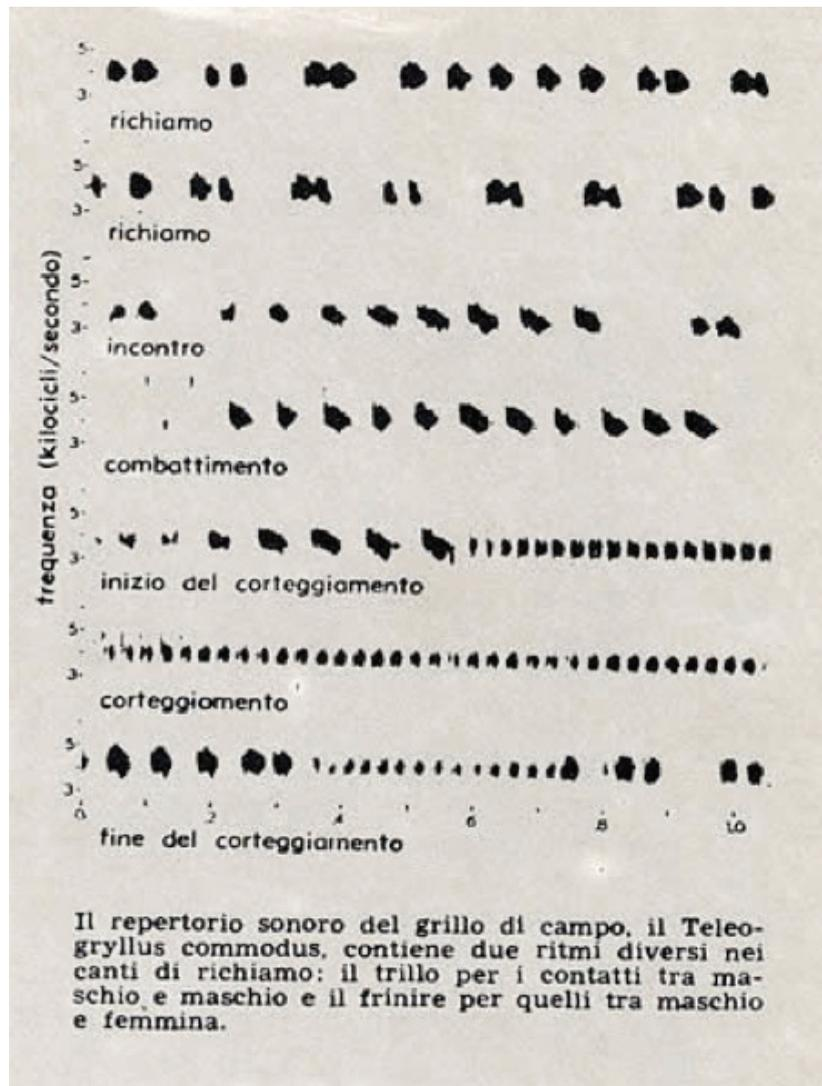 5
3
richiamo
5
3
richiamo
5
3
incontro
5
3
combattimento
5
3
inizio del corteggiamento
5
3
corteggiamento
5
3
0 .2 .4 .6 .8 1.0
fine del corteggiamento
frequenza (kilocicli/secondo)
Il repertorio sonoro del grillo di campo, il Teleo-
gryllus commodus, contiene due ritmi diversi nei
canti di richiamo: il trillo per i contatti tra ma-
schio e maschio e il frinire per quelli tra maschio
e femmina.